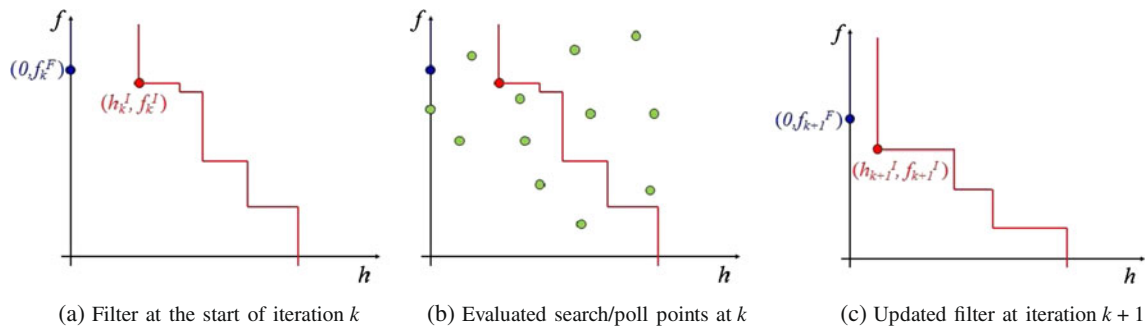 f
(0, f_k^F)
(h_k^I, f_k^I)
h
(a) Filter at the start of iteration k
f
h
(b) Evaluated search/poll points at k
f
(0, f_{k+1}^F)
(h_{k+1}^I, f_{k+1}^I)
h
(c) Updated filter at iteration k + 1